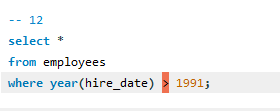 -- 12
select *
from employees
where year(hire_date) > 1991;